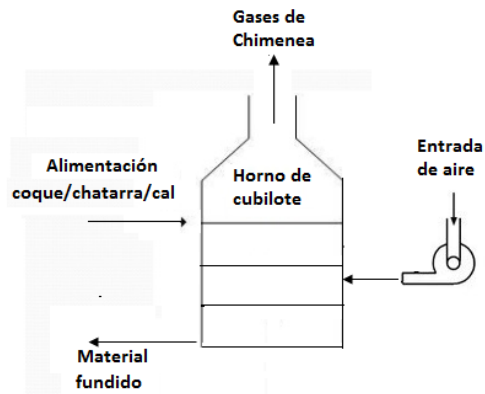 Gases de
Chimenea
Entrada
de aire
Alimentación
coque/chatarra/cal
Horno de
cubilote
Material
fundido